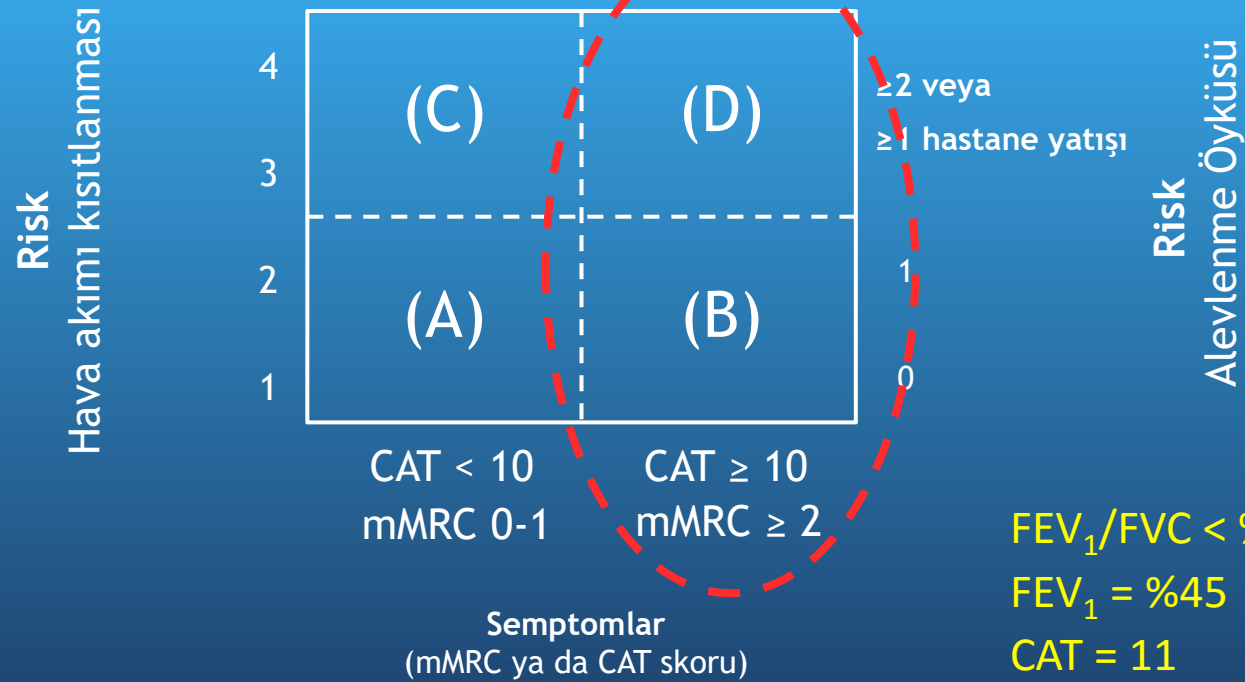 Risk
Hava akımı kısıtlanması
4
3
2
1
(C)
(D)
(A)
(B)
≥2 veya
≥1 hastane yatışı
1
0
Risk
Alevlenme Öyküsü
CAT < 10
CAT ≥ 10
mMRC 0-1
mMRC ≥ 2
Semptomlar
(mMRC ya da CAT skoru)
FEV₁/FVC < %
FEV₁ = %45
CAT = 11